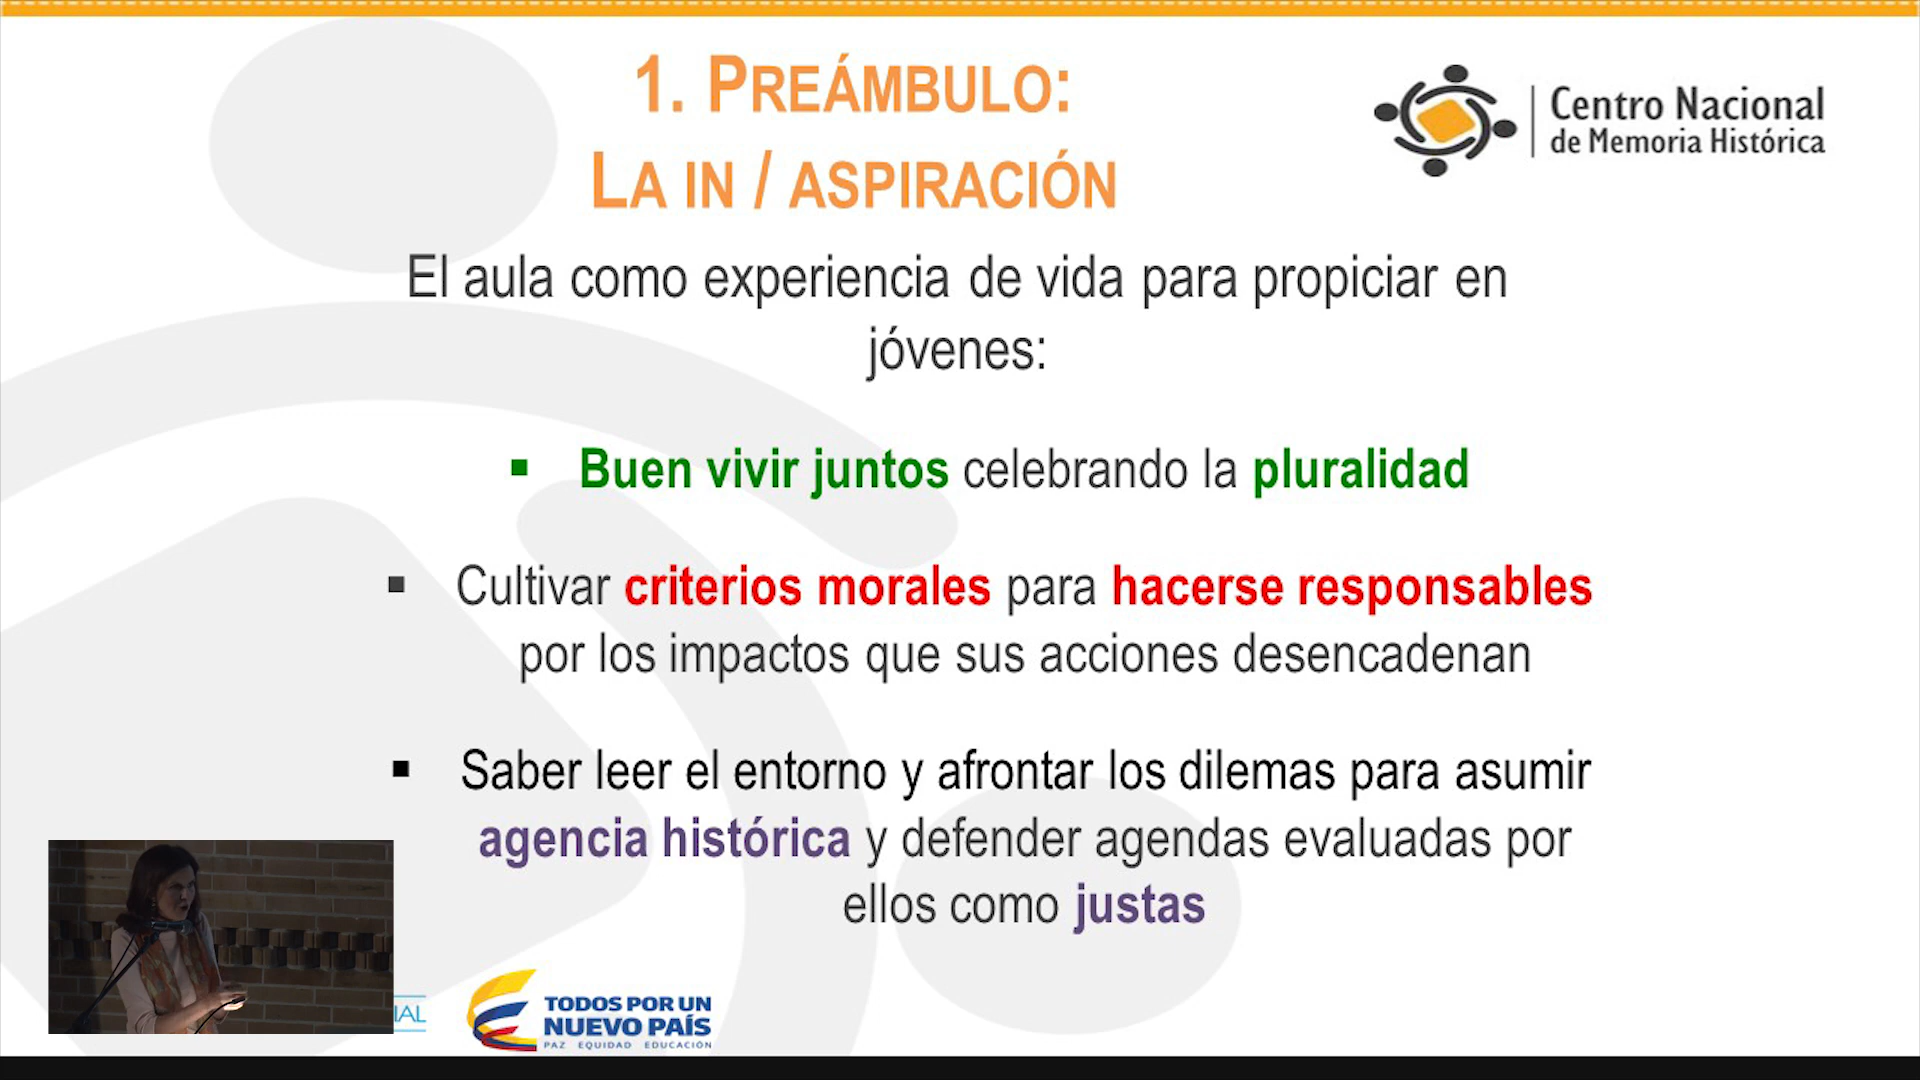 1. PREÁMBULO:
LA IN / ASPIRACIÓN
Centro Nacional
de Memoria Histórica
El aula como experiencia de vida para propiciar en
jóvenes:
▪ Buen vivir juntos celebrando la pluralidad
▪ Cultivar criterios morales para hacerse responsables
por los impactos que sus acciones desencadenan
▪ Saber leer el entorno y afrontar los dilemas para asumir
agencia histórica y defender agendas evaluadas por
ellos como justas
IAL
TODOS POR UN
NUEVO PAÍS
PAZ EQUIDAD EDUCACIÓN